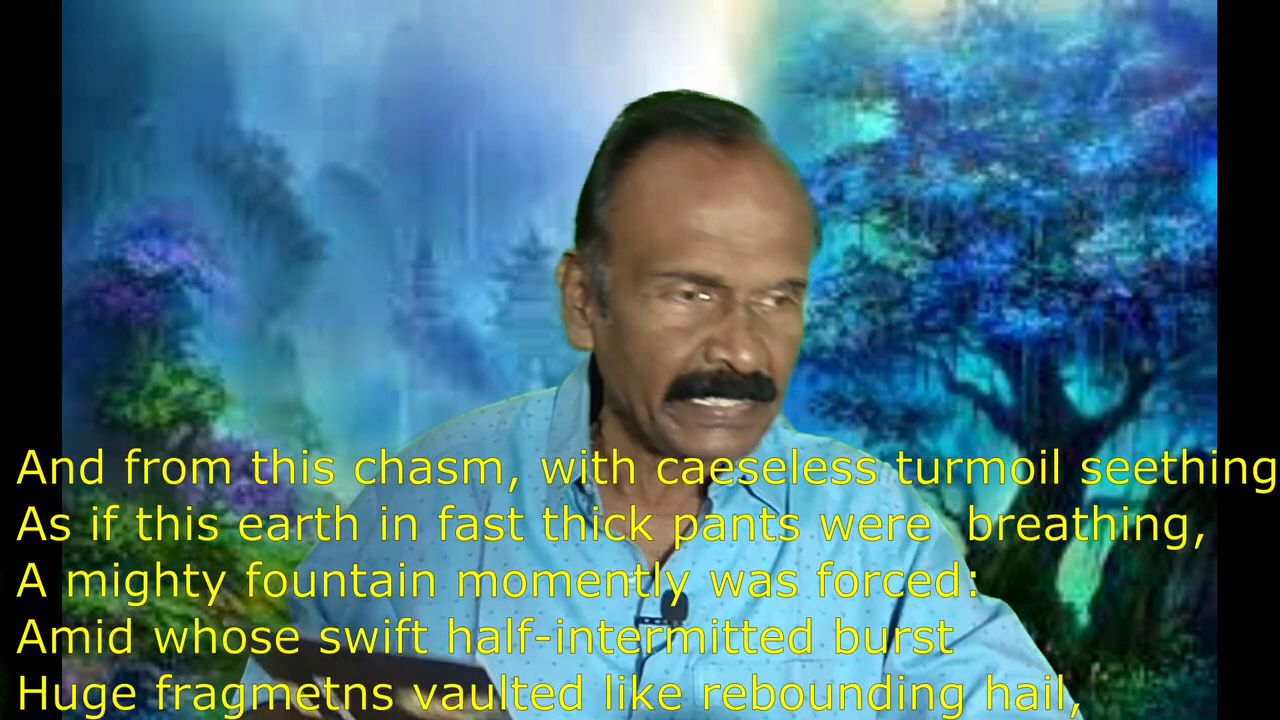 And from this chasm, with caeseless turmoil seething
As if this earth in fast thick pants were breathing,
A mighty fountain momently was forced:
Amid whose swift half-intermitted burst
Huge fragmetns vaulted like rebounding hail,